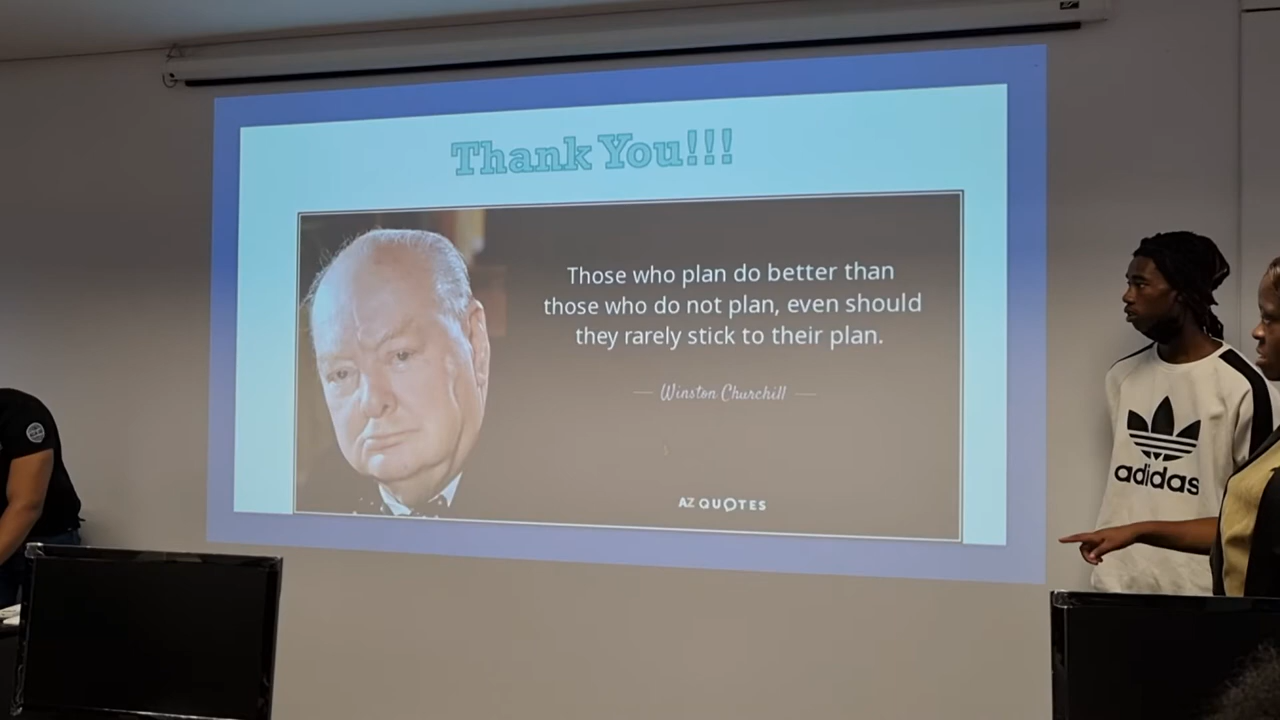 Thank You!!!
Those who plan do better than
those who do not plan, even should
they rarely stick to their plan.
Winston Churchill
AZ QUOTES
adidas